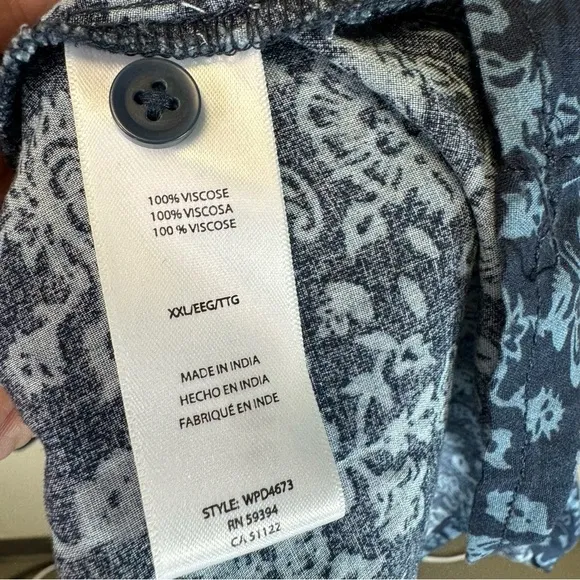 100% VISCOSE
100% VISCOSA
100 % VISCOSE
XXL/EEG/TTG
MADE IN INDIA
HECHO EN INDIA
FABRIQUÉ EN INDE
STYLE: WPD4673
RN 59394
CA 51122